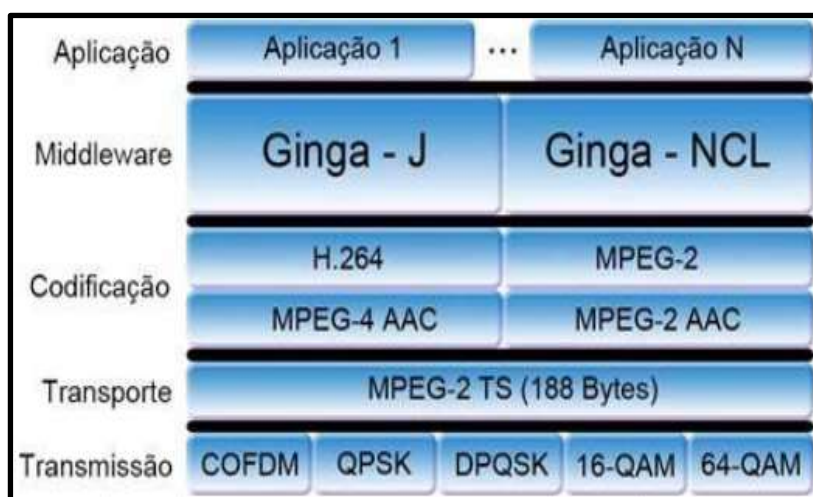 Aplicação Aplicação 1 ... Aplicação N
Middleware Ginga - J Ginga - NCL
H.264 MPEG-2
Codificação
MPEG-4 AAC MPEG-2 AAC
Transporte MPEG-2 TS (188 Bytes)
Transmissão COFDM QPSK DPQSK 16-QAM 64-QAM